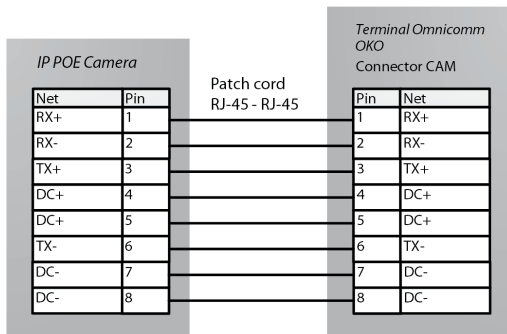 Terminal Omnicomm
OKO
IP POE Camera
Connector CAM
Patch cord
RJ-45 - RJ-45
Net Pin Pin Net
RX+ 1 1 RX+
RX- 2 2 RX-
TX+ 3 3 TX+
DC+ 4 4 DC+
DC+ 5 5 DC+
TX- 6 6 TX-
DC- 7 7 DC-
DC- 8 8 DC-